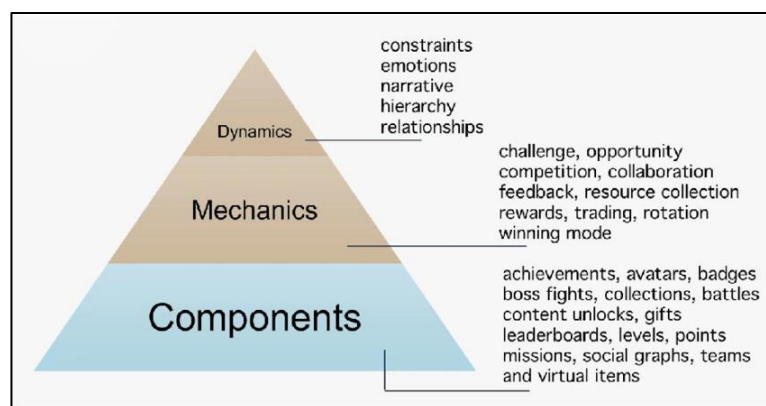 constraints
emotions
narrative
hierarchy
relationships
Dynamics
challenge, opportunity
competition, collaboration
feedback, resource collection
rewards, trading, rotation
winning mode
Mechanics
achievements, avatars, badges
boss fights, collections, battles
content unlocks, gifts
leaderboards, levels, points
missions, social graphs, teams
and virtual items
Components